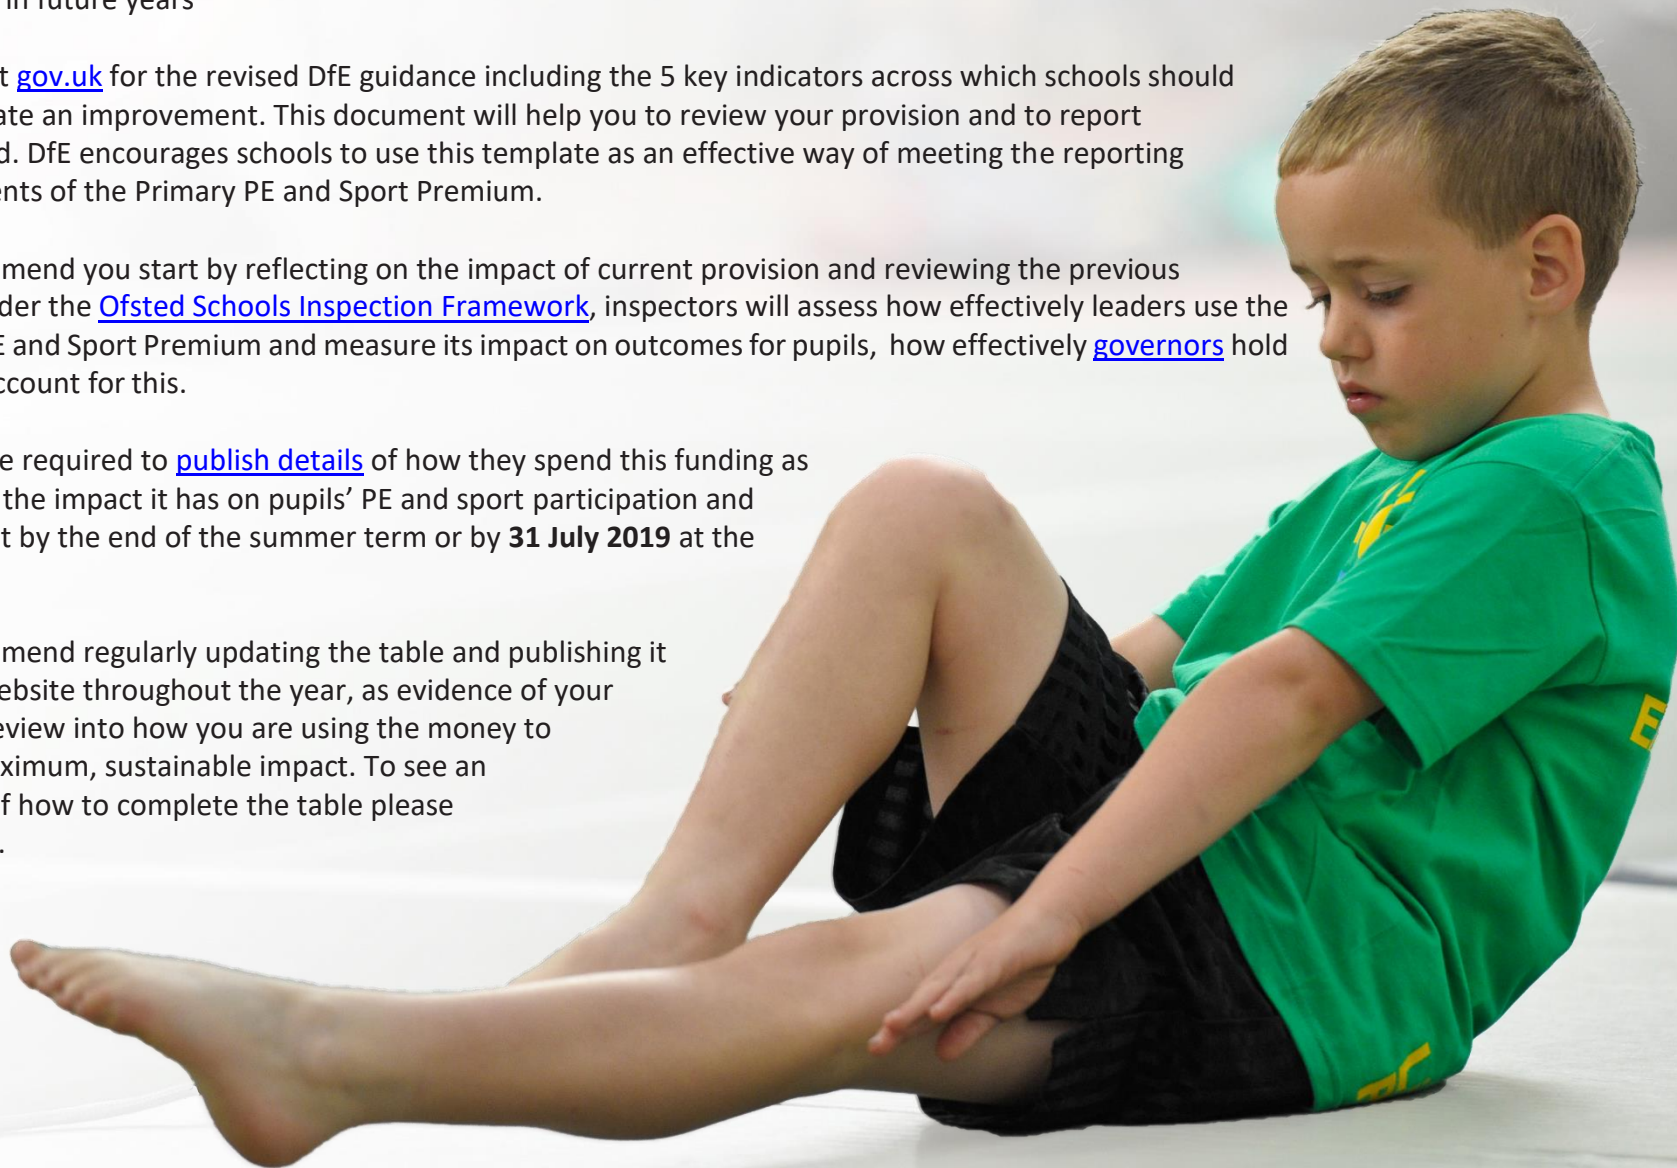 in future years
t gov.uk for the revised DfE guidance including the 5 key indicators across which schools should
ate an improvement. This document will help you to review your provision and to report
d. DfE encourages schools to use this template as an effective way of meeting the reporting
ents of the Primary PE and Sport Premium.
mend you start by reflecting on the impact of current provision and reviewing the previous
der the Ofsted Schools Inspection Framework, inspectors will assess how effectively leaders use the
E and Sport Premium and measure its impact on outcomes for pupils, how effectively governors hold
ccount for this.
e required to publish details of how they spend this funding as
the impact it has on pupils’ PE and sport participation and
t by the end of the summer term or by 31 July 2019 at the
mend regularly updating the table and publishing it
ebsite throughout the year, as evidence of your
eview into how you are using the money to
ximum, sustainable impact. To see an
f how to complete the table please
.